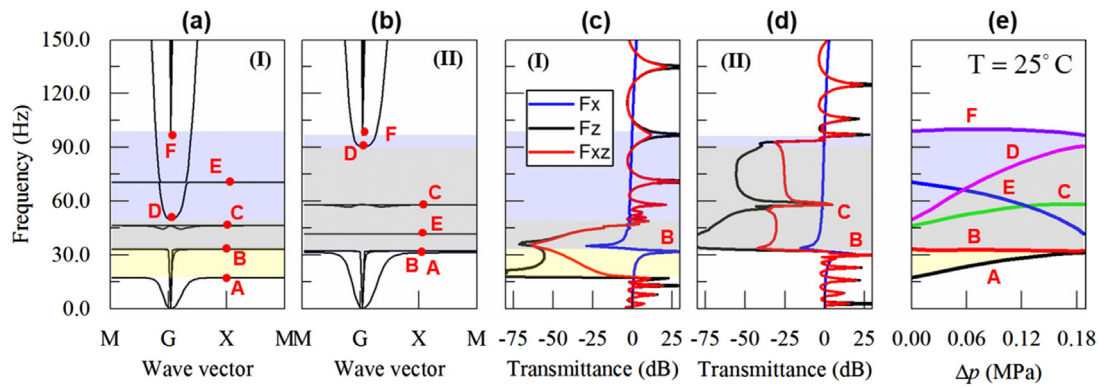 (a) (b) (c) (d) (e)
Frequency (Hz)
150.0
120.0
90.0
60.0
30.0
0.0
(I)
F
E
D
C
B
A
M G X M
Wave vector
(II)
F
D
C
E
B A
M G X M
Wave vector
(I)
Fx
Fz
Fxz
B
-75 -50 -25 0 25
Transmittance (dB)
(II)
C
B
-75 -50 -25 0 25
Transmittance (dB)
T = 25° C
F
D
E
C
B
A
0.00 0.06 0.12 0.18
Δp (MPa)